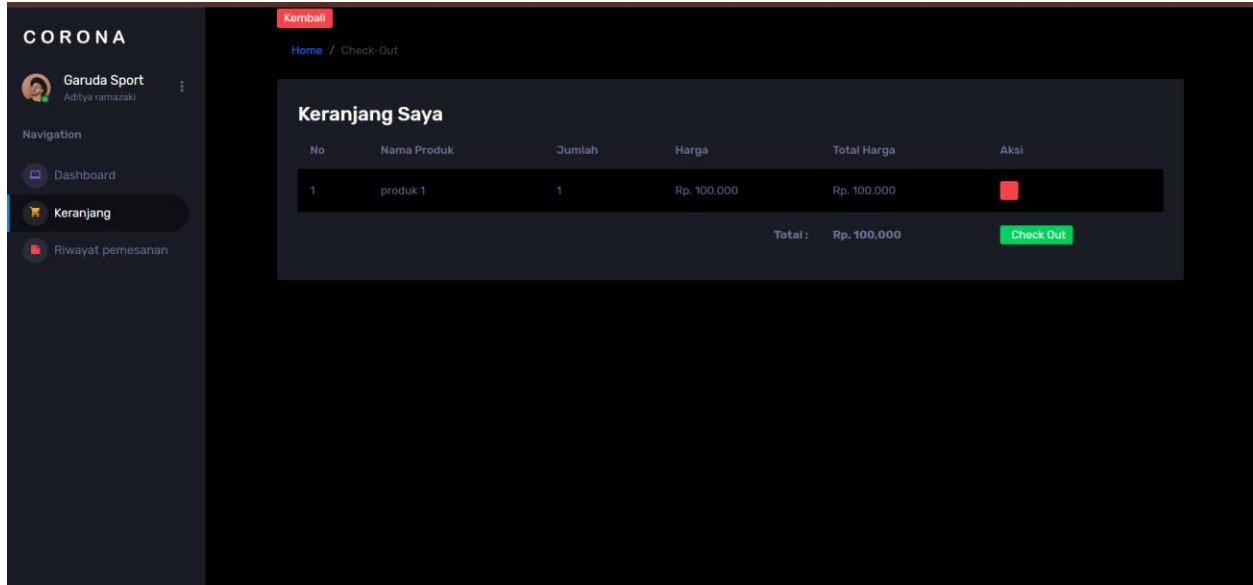 CORONA
Garuda Sport
Aditya ramazaki
Navigation
Dashboard
Keranjang
Riwayat pemesanan
Kembali
Home / Check-Out
Keranjang Saya
No Nama Produk Jumlah Harga Total Harga Aksi
1 produk 1 1 Rp. 100,000 Rp. 100,000
Total : Rp. 100,000 Check Out